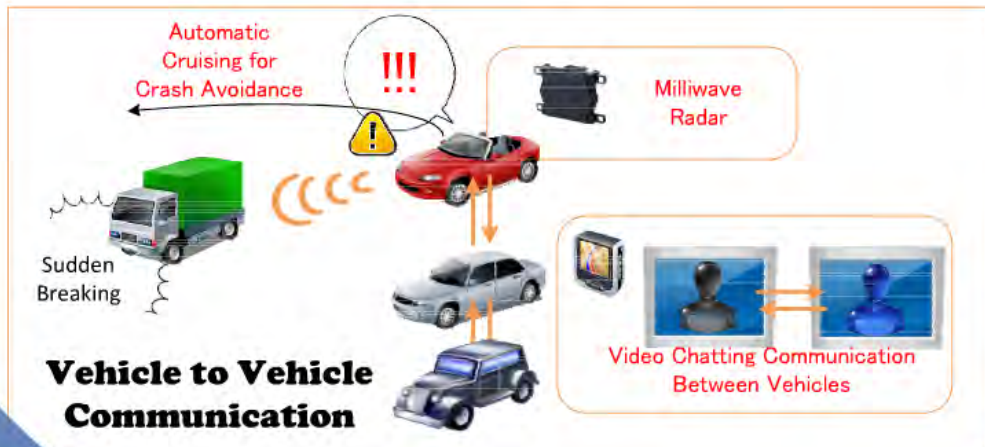 Automatic
Cruising for
Crash Avoidance
!!!
!
Milliwave
Radar
Sudden
Breaking
Vehicle to Vehicle
Communication
Video Chatting Communication
Between Vehicles